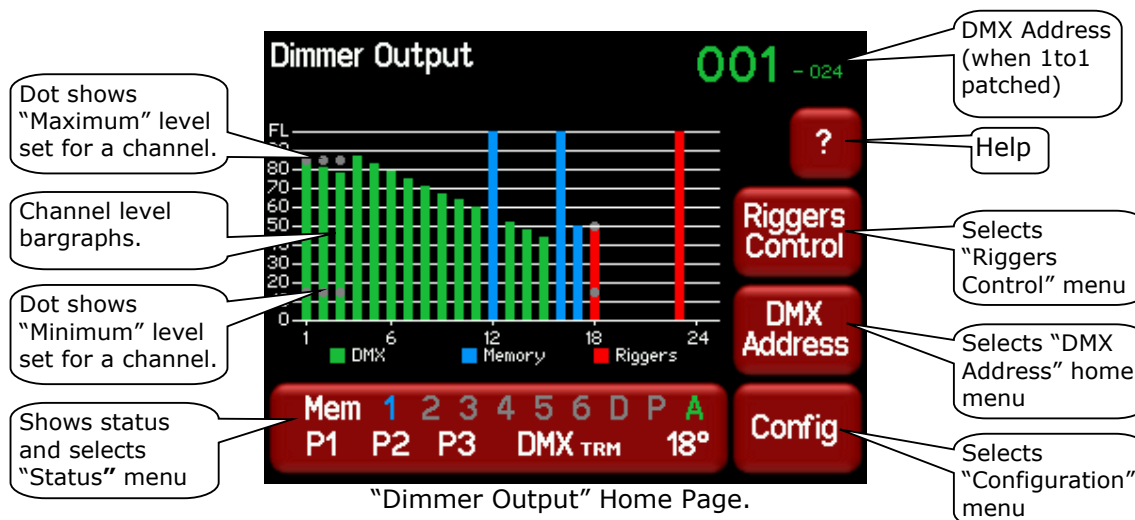 Dimmer Output
001 - 024
DMX Address
(when 1to1
patched)
Dot shows
“Maximum” level
set for a channel.
?
Help
FL
80
70
60
50
30
20
0
1 6 12 18 24
DMX Memory Riggers
Channel level
bargraphs.
Riggers
Control
Selects
“Riggers
Control” menu
Dot shows
“Minimum” level
set for a channel.
DMX
Address
Selects “DMX
Address” home
menu
Shows status
and selects
“Status” menu
Mem 1 2 3 4 5 6 D P A
P1 P2 P3 DMX TRM 18°
Config
Selects
“Configuration”
menu
“Dimmer Output” Home Page.